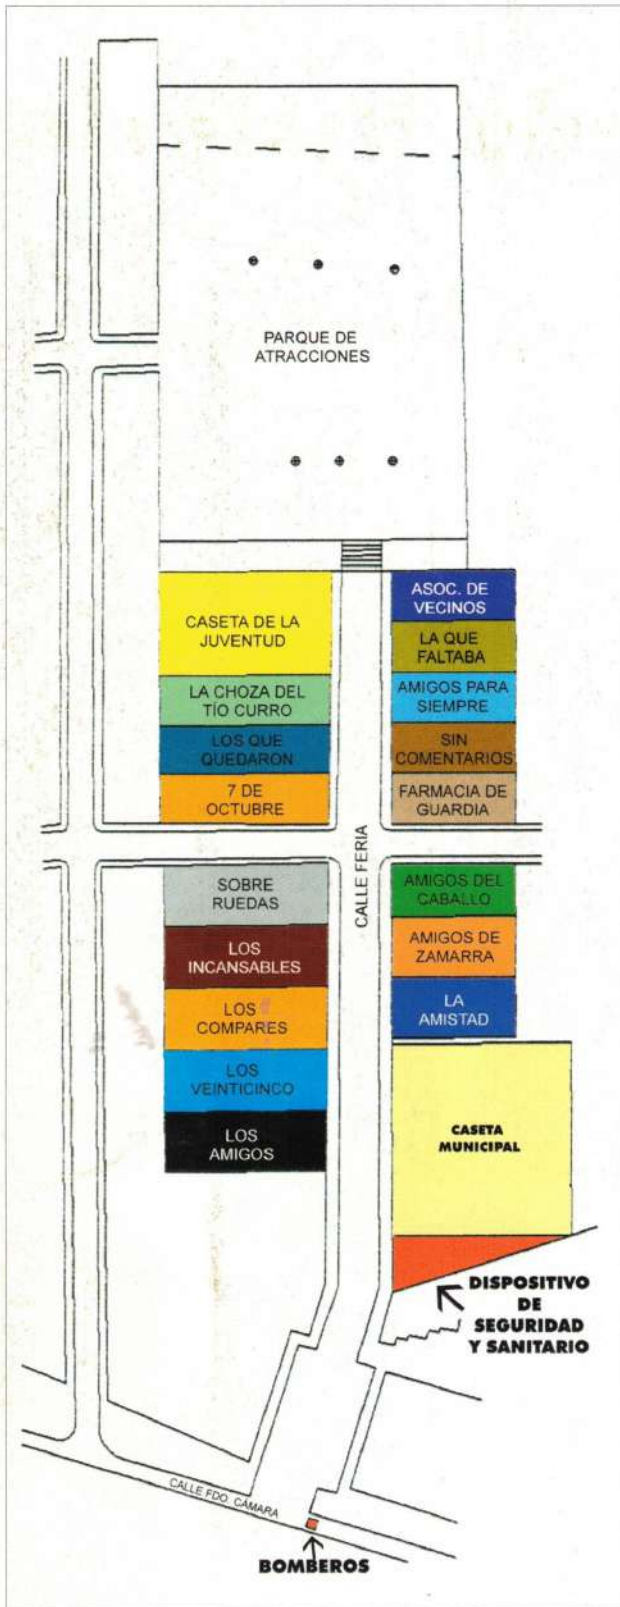 PARQUE DE
ATRACCIONES
CASETA DE LA
JUVENTUD
LA CHOZA DEL
TÍO CURRO
LOS QUE
QUEDARON
7 DE
OCTUBRE
ASOC. DE
VECINOS
LA QUE
FALTABA
AMIGOS PARA
SIEMPRE
SIN
COMENTARIOS
FARMACIA DE
GUARDIA
CALLE FERIA
SOBRE
RUEDAS
LOS
INCANSABLES
LOS
COMPARES
LOS
VEINTICINCO
LOS
AMIGOS
AMIGOS DEL
CABALLO
AMIGOS DE
ZAMARRA
LA
AMISTAD
CASETA
MUNICIPAL
DISPOSITIVO
DE
SEGURIDAD
Y SANITARIO
CALLE FDO. CÁMARA
BOMBEROS